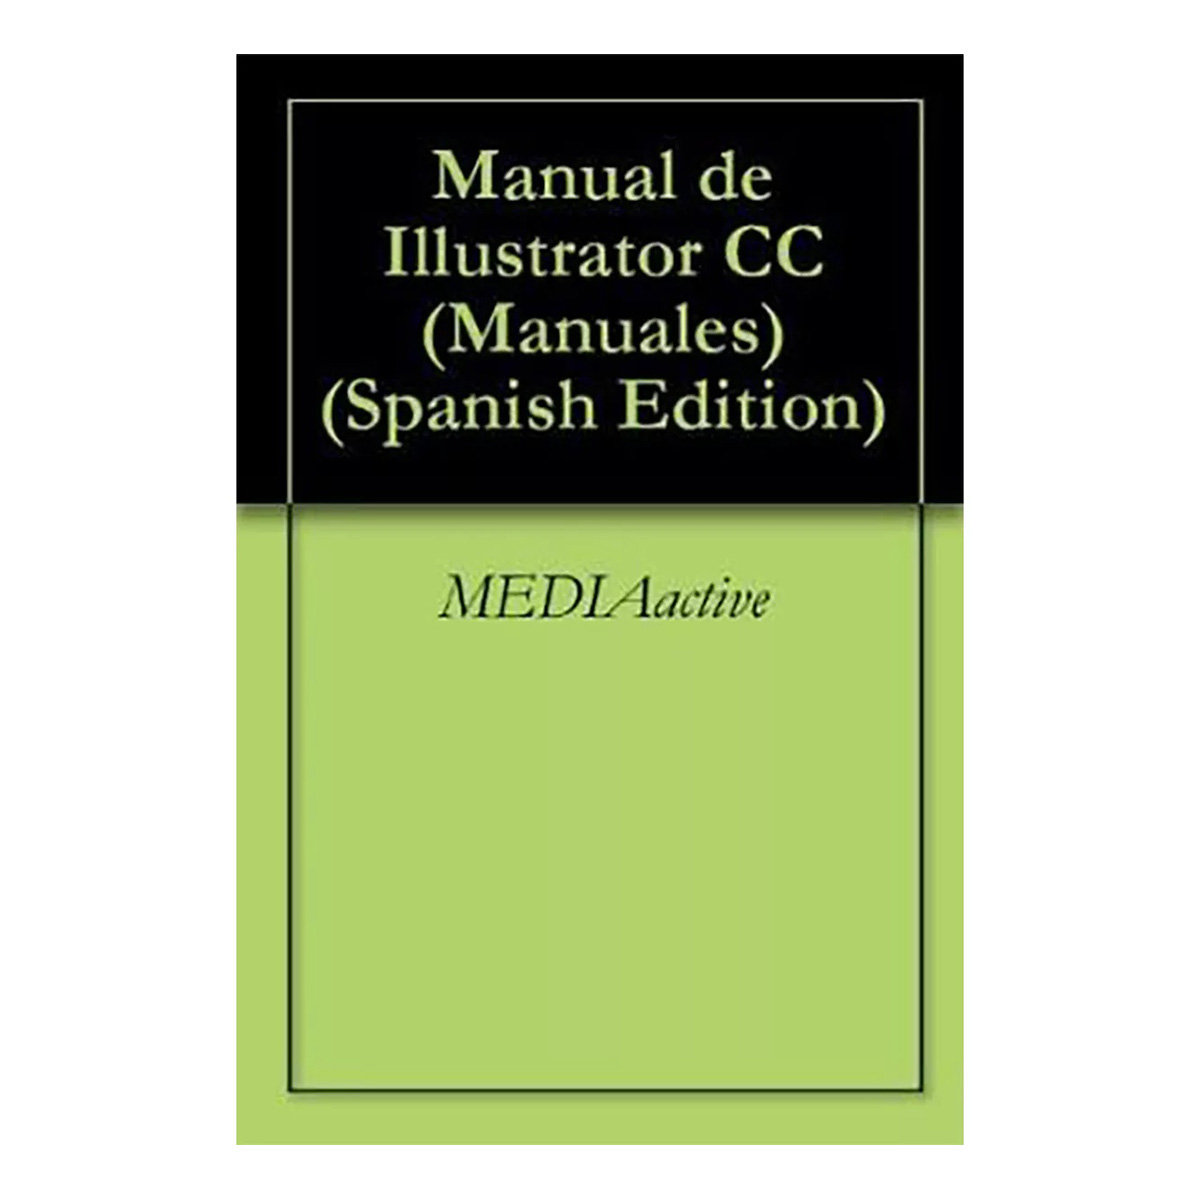 Manual de
Illustrator CC
(Manuales)
(Spanish Edition)
MEDIAactive